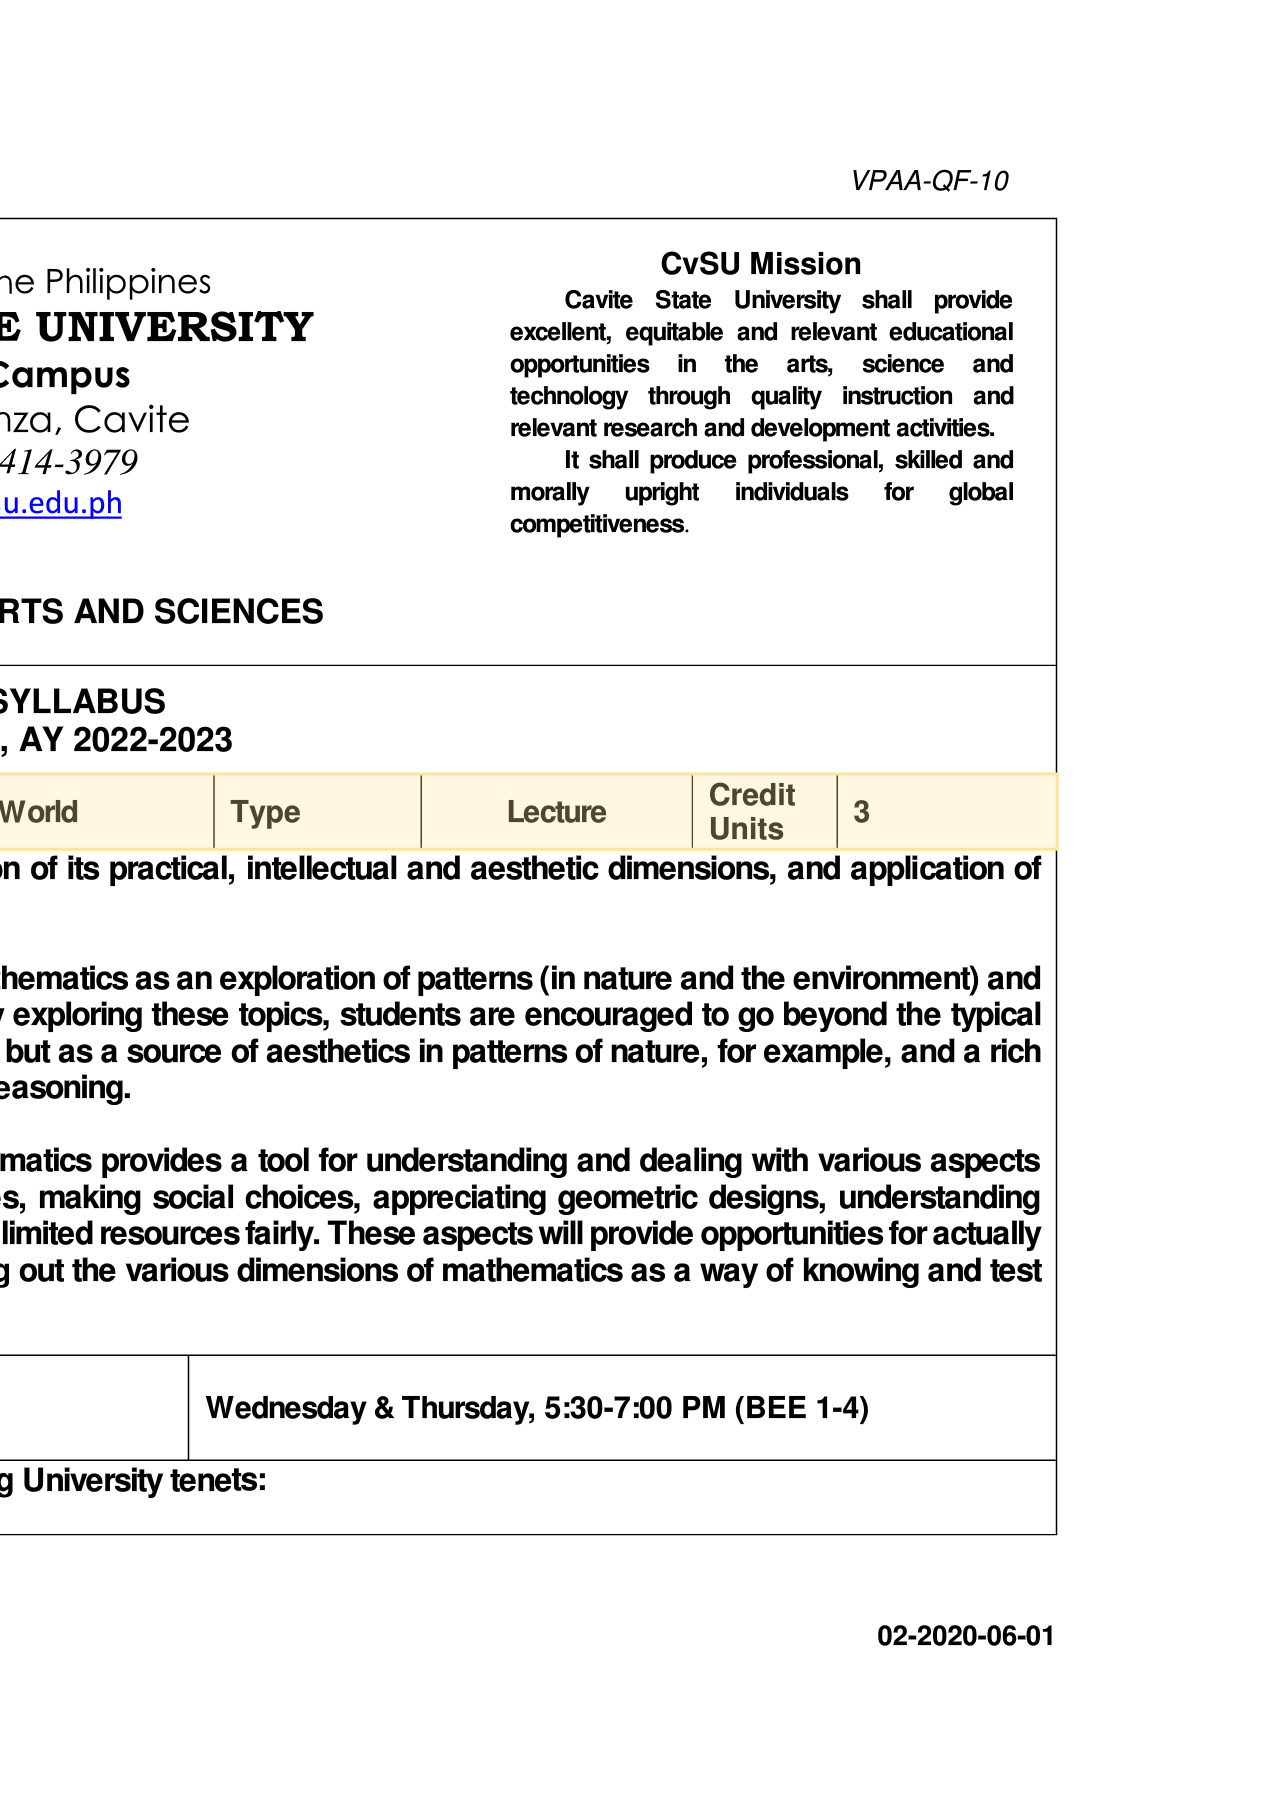 VPAA-QF-10
ne Philippines
E UNIVERSITY
Campus
nza, Cavite
414-3979
su.edu.ph
CvSU Mission
Cavite State University shall provide
excellent, equitable and relevant educational
opportunities in the arts, science and
technology through quality instruction and
relevant research and development activities.
It shall produce professional, skilled and
morally upright individuals for global
competitiveness.
RTS AND SCIENCES
SYLLABUS
, AY 2022-2023
World Type Lecture Credit Units 3
on of its practical, intellectual and aesthetic dimensions, and application of
thematics as an exploration of patterns (in nature and the environment) and
y exploring these topics, students are encouraged to go beyond the typical
but as a source of aesthetics in patterns of nature, for example, and a rich
easoning.
matics provides a tool for understanding and dealing with various aspects
es, making social choices, appreciating geometric designs, understanding
limited resources fairly. These aspects will provide opportunities for actually
g out the various dimensions of mathematics as a way of knowing and test
Wednesday & Thursday, 5:30-7:00 PM (BEE 1-4)
g University tenets:
02-2020-06-01